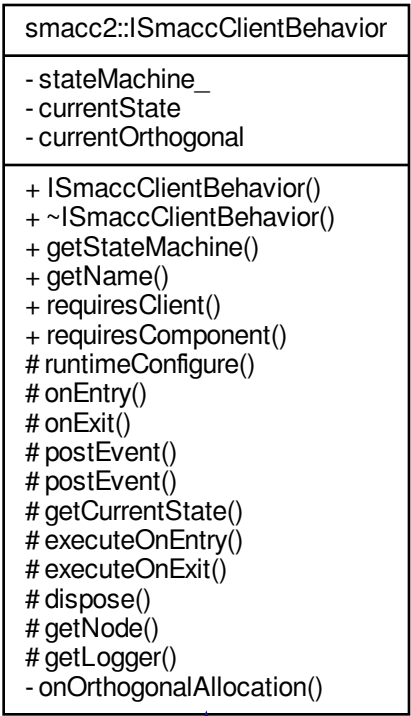 smacc2::ISmaccClientBehavior
- stateMachine_
- currentState
- currentOrthogonal
+ ISmaccClientBehavior()
+ ~ISmaccClientBehavior()
+ getStateMachine()
+ getName()
+ requiresClient()
+ requiresComponent()
# runtimeConfigure()
# onEntry()
# onExit()
# postEvent()
# postEvent()
# getCurrentState()
# executeOnEntry()
# executeOnExit()
# dispose()
# getNode()
# getLogger()
- onOrthogonalAllocation()